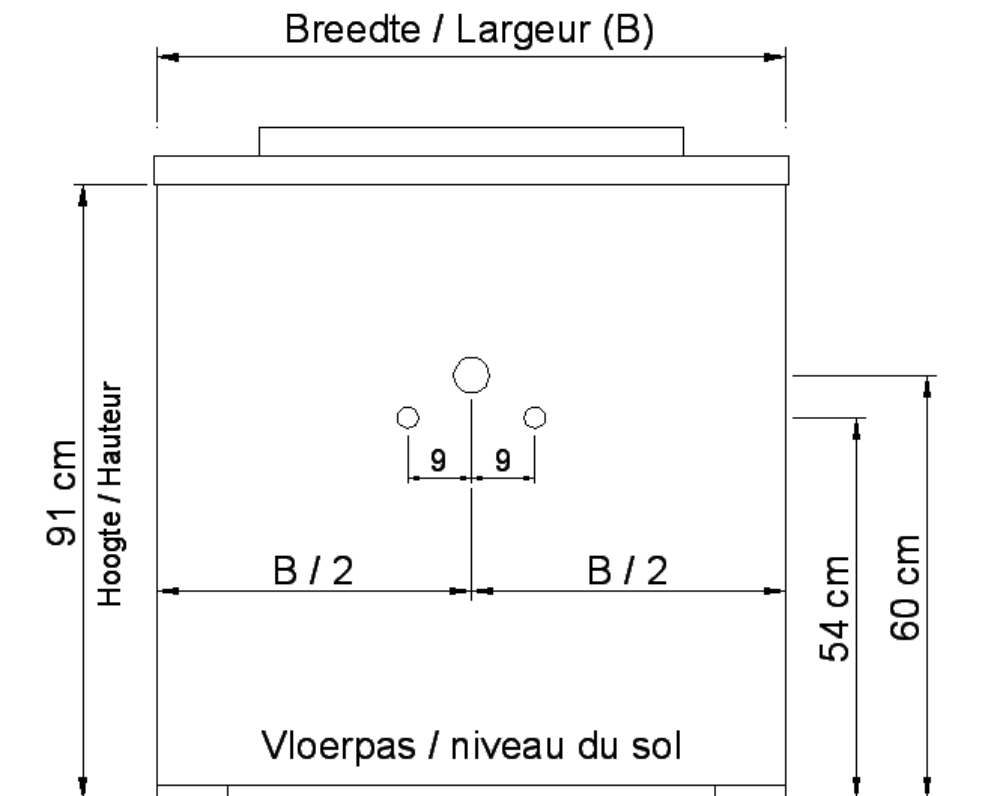 Breedte / Largeur (B)
91 cm
Hoogte / Hauteur
9
9
B / 2
B / 2
54 cm
60 cm
Vloerpas / niveau du sol